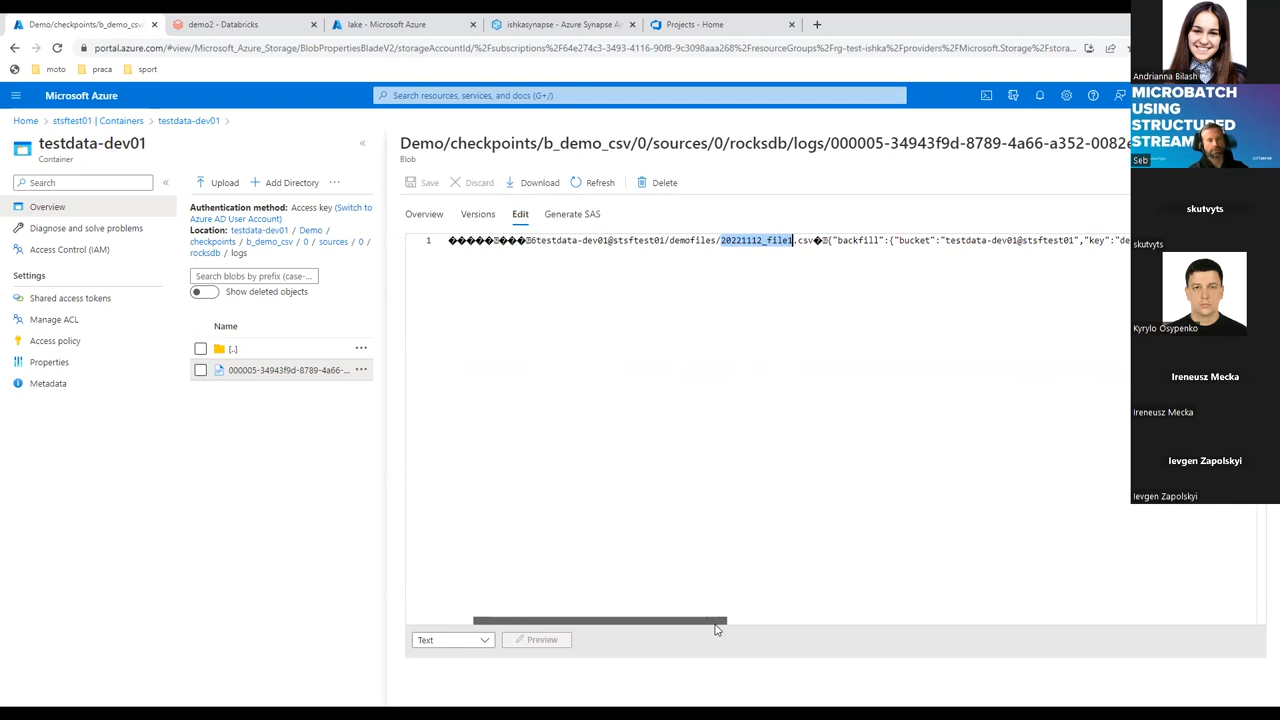 Demo/checkpoints/b_demo_csv/
demo2 - Databricks
lake - Microsoft Azure
ishkasynapse - Azure Synapse An
Projects - Home
portal.azure.com/#view/Microsoft_Azure_Storage/BlobPropertiesBladeV2/storageAccountId/%2Fsubscriptions%2F64e274c3-3493-4116-90f8-9c3098aaa268%2FresourceGroups%2Frg-test-ishka%2Fproviders%2FMicrosoft.Storage%2Fstora...
moto
praca
sport
Microsoft Azure
Search resources, services, and docs (G+/)
Home > stsftest01 | Containers > testdata-dev01 >
testdata-dev01
Container
Search
Overview
Diagnose and solve problems
Access Control (IAM)
Settings
Shared access tokens
Manage ACL
Access policy
Properties
Metadata
Upload
Add Directory
Authentication method: Access key (Switch to
Azure AD User Account)
Location: testdata-dev01 / Demo /
checkpoints / b_demo_csv / 0 / sources / 0 /
rocksdb / logs
Search blobs by prefix (case-...
Show deleted objects
Name
[..]
000005-34943f9d-8789-4a66-...
Demo/checkpoints/b_demo_csv/0/sources/0/rocksdb/logs/000005-34943f9d-8789-4a66-a352-0082e
Blob
Save
Discard
Download
Refresh
Delete
Overview
Versions
Edit
Generate SAS
1
6testdata-dev01@stsftest01/demofiles/20221112_file1.csv�{"backfill":{"bucket":"testdata-dev01@stsftest01","key":"de
Text
Preview
Andrianna Bilash
MICROBATCH
USING
STRUCTURED
STREAM
Seb
softserve
skutvyts
skutvyts
Kyrylo Osypenko
Ireneusz Mecka
Ireneusz Mecka
Ievgen Zapolskyi
Ievgen Zapolskyi